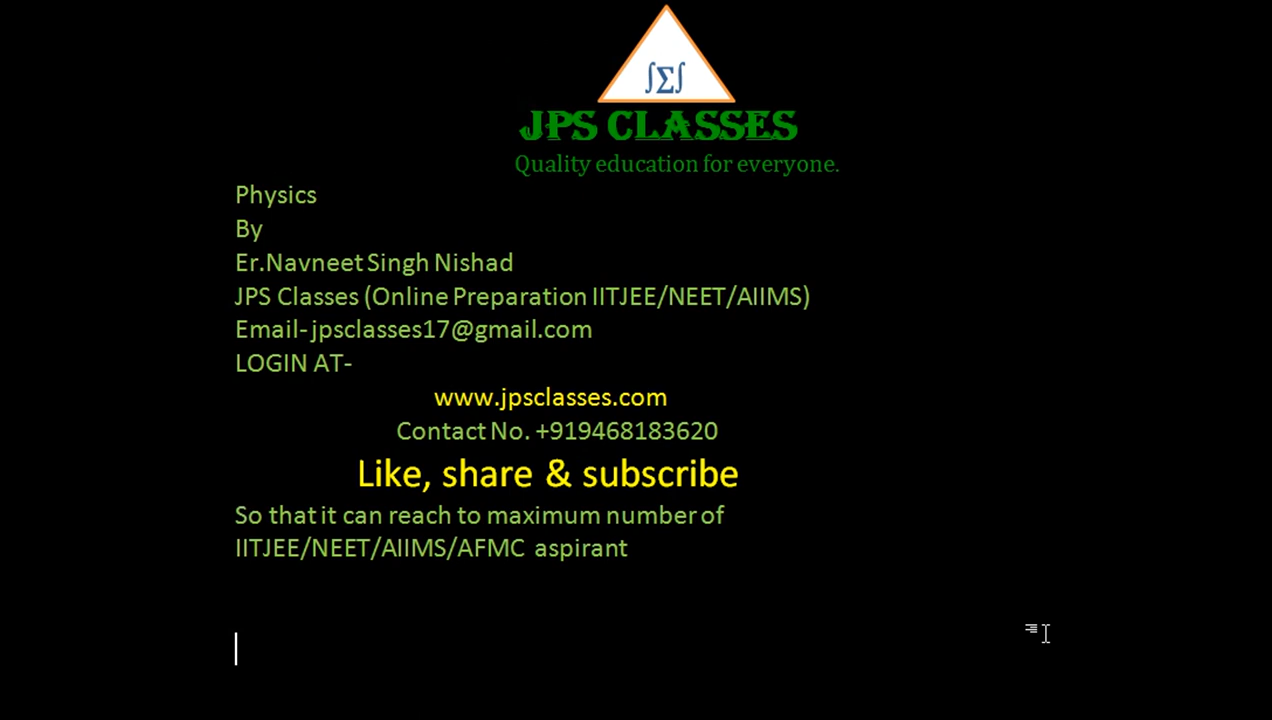 ∫Σ∫
JPS CLASSES
Quality education for everyone.
Physics
By
Er.Navneet Singh Nishad
JPS Classes (Online Preparation IITJEE/NEET/AIIMS)
Email- jpsclasses17@gmail.com
LOGIN AT-
www.jpsclasses.com
Contact No. +919468183620
Like, share & subscribe
So that it can reach to maximum number of
IITJEE/NEET/AIIMS/AFMC aspirant